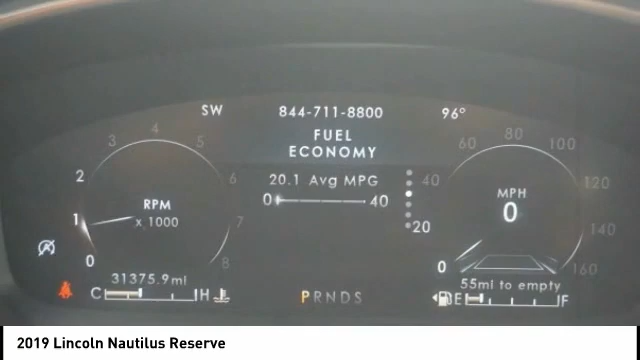 SW 844-711-8800 96°
FUEL
ECONOMY
20.1 Avg MPG
0 40
RPM
x 1000
0 1 2 3 4 5 6 7 8
MPH
0
0 20 40 60 80 100 120 140 160
31375.9mi
C H
PRNDS
55mi to empty
E F
2019 Lincoln Nautilus Reserve